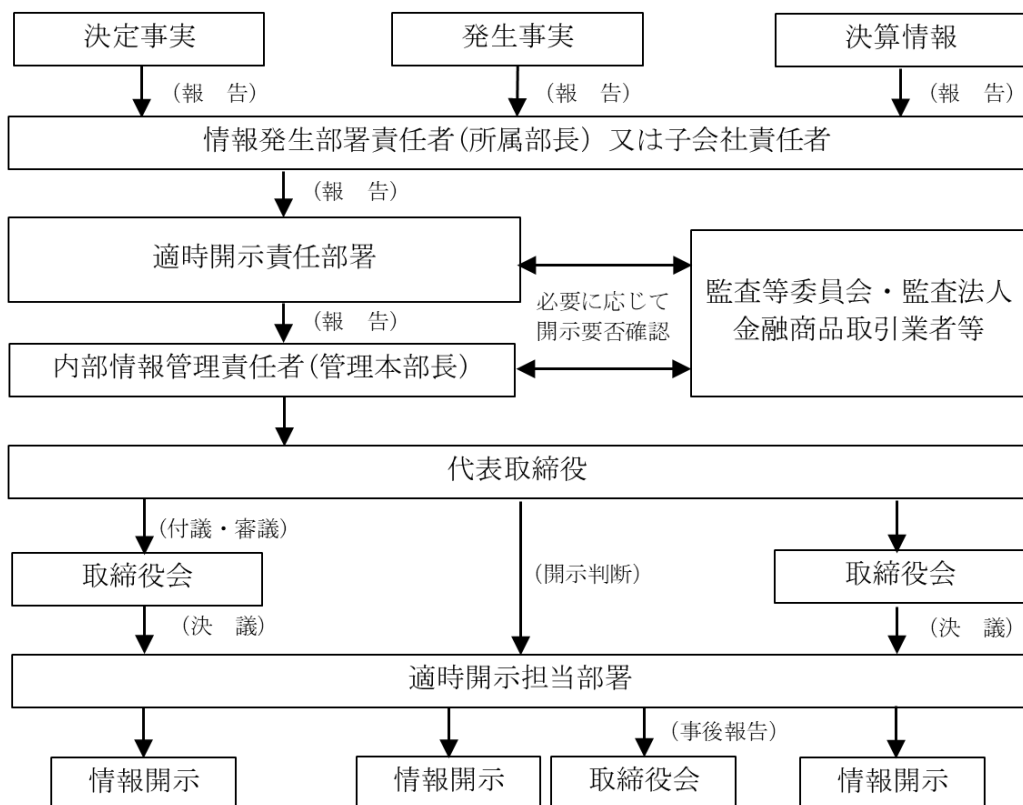 決定事実
発生事実
決算情報
(報　告)
(報　告)
(報　告)
情報発生部署責任者(所属部長) 又は子会社責任者
(報　告)
適時開示責任部署
監査等委員会・監査法人
金融商品取引業者等
必要に応じて
開示要否確認
(報　告)
内部情報管理責任者(管理本部長)
代表取締役
(付議・審議)
取締役会
(開示判断)
取締役会
(決　議)
(決　議)
適時開示担当部署
(事後報告)
情報開示
情報開示
取締役会
情報開示